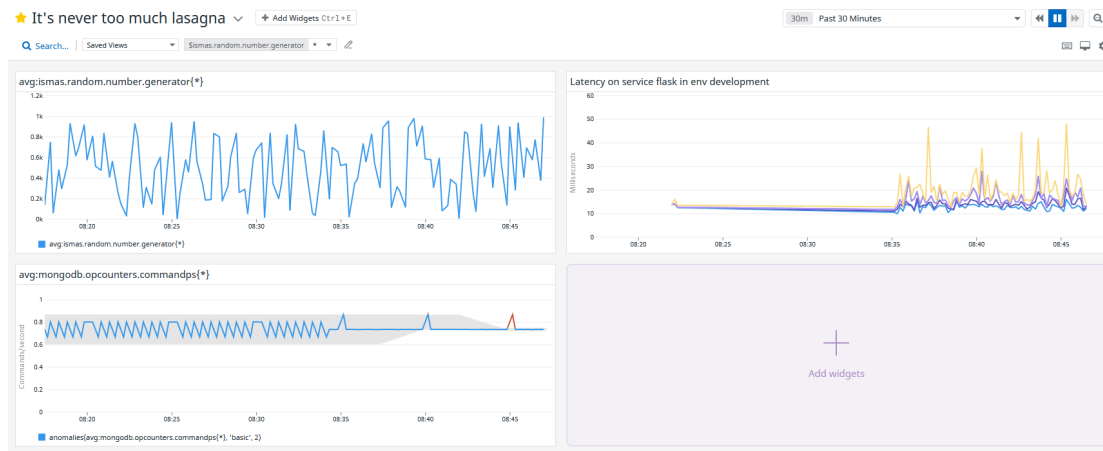 It's never too much lasagna
+ Add Widgets Ctrl+E
30m Past 30 Minutes
Search...
Saved Views
$ismas.random.number.generator *
avg:ismas.random.number.generator{*}
1.2k
1k
0.8k
0.6k
0.4k
0.2k
0k
08:20 08:25 08:30 08:35 08:40 08:45
avg:ismas.random.number.generator{*}
Latency on service flask in env development
Milliseconds
60
50
40
30
20
10
0
08:20 08:25 08:30 08:35 08:40 08:45
avg:mongodb.opcounters.commandps{*}
Commands/second
1
0.8
0.6
0.4
0.2
0
08:20 08:25 08:30 08:35 08:40 08:45
anomalies(avg:mongodb.opcounters.commandps{*}, 'basic', 2)
Add widgets